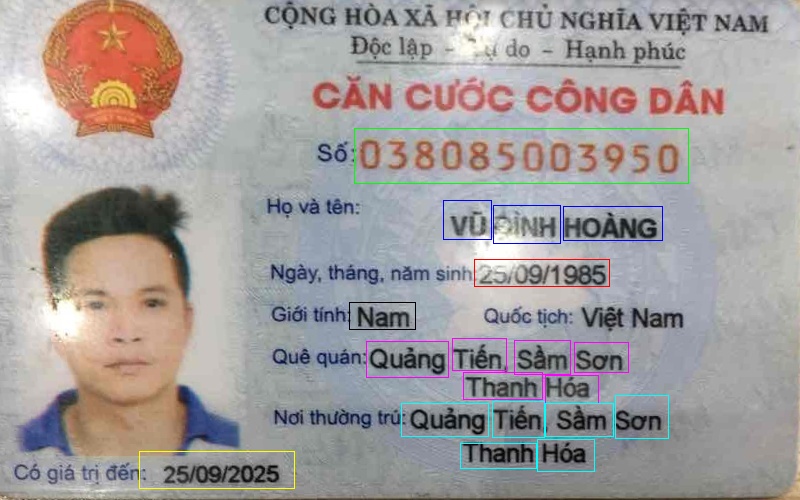 CỘNG HÒA XÃ HỘI CHỦ NGHĨA VIỆT NAM
Độc lập - Tự do - Hạnh phúc
CĂN CƯỚC CÔNG DÂN
Số: 038085003950
Họ và tên:
VŨ ĐÌNH HOÀNG
Ngày, tháng, năm sinh: 25/09/1985
Giới tính: Nam Quốc tịch: Việt Nam
Quê quán: Quảng Tiến, Sầm Sơn
Thanh Hóa
Nơi thường trú: Quảng Tiến, Sầm Sơn
Thanh Hóa
Có giá trị đến: 25/09/2025